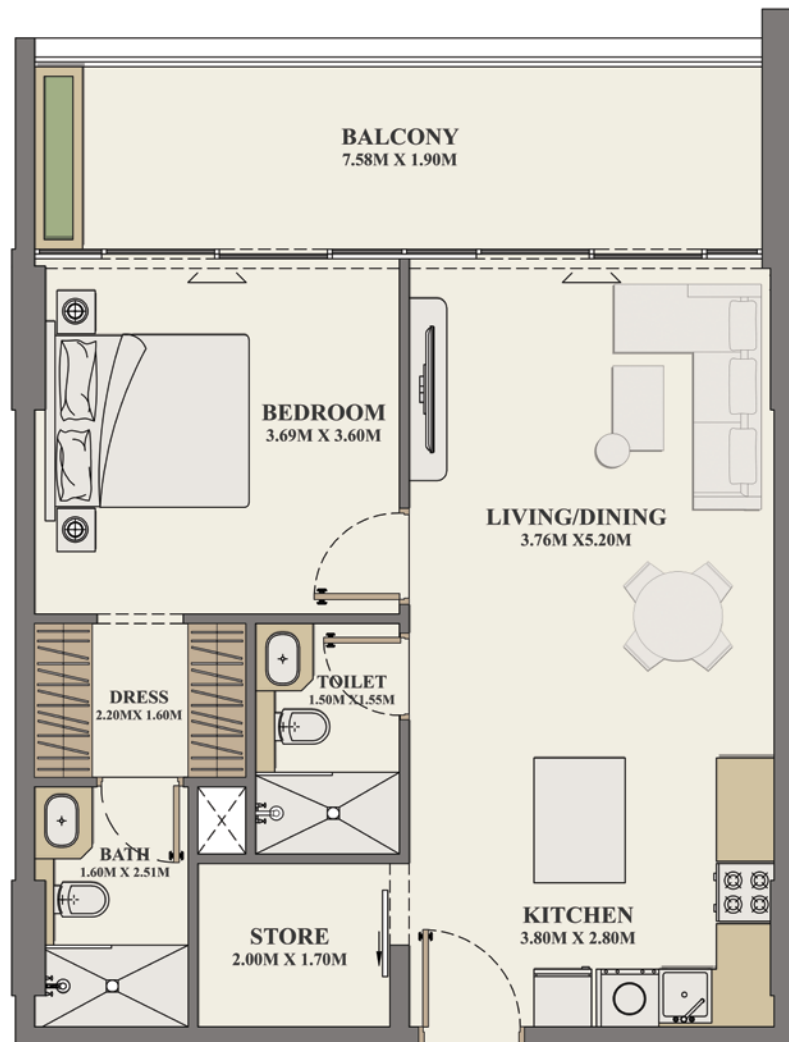 BALCONY
7.58M X 1.90M
BEDROOM
3.69M X 3.60M
LIVING/DINING
3.76M X5.20M
TOILET
1.50M X1.55M
DRESS
2.20MX 1.60M
BATH
1.60M X 2.51M
STORE
2.00M X 1.70M
KITCHEN
3.80M X 2.80M